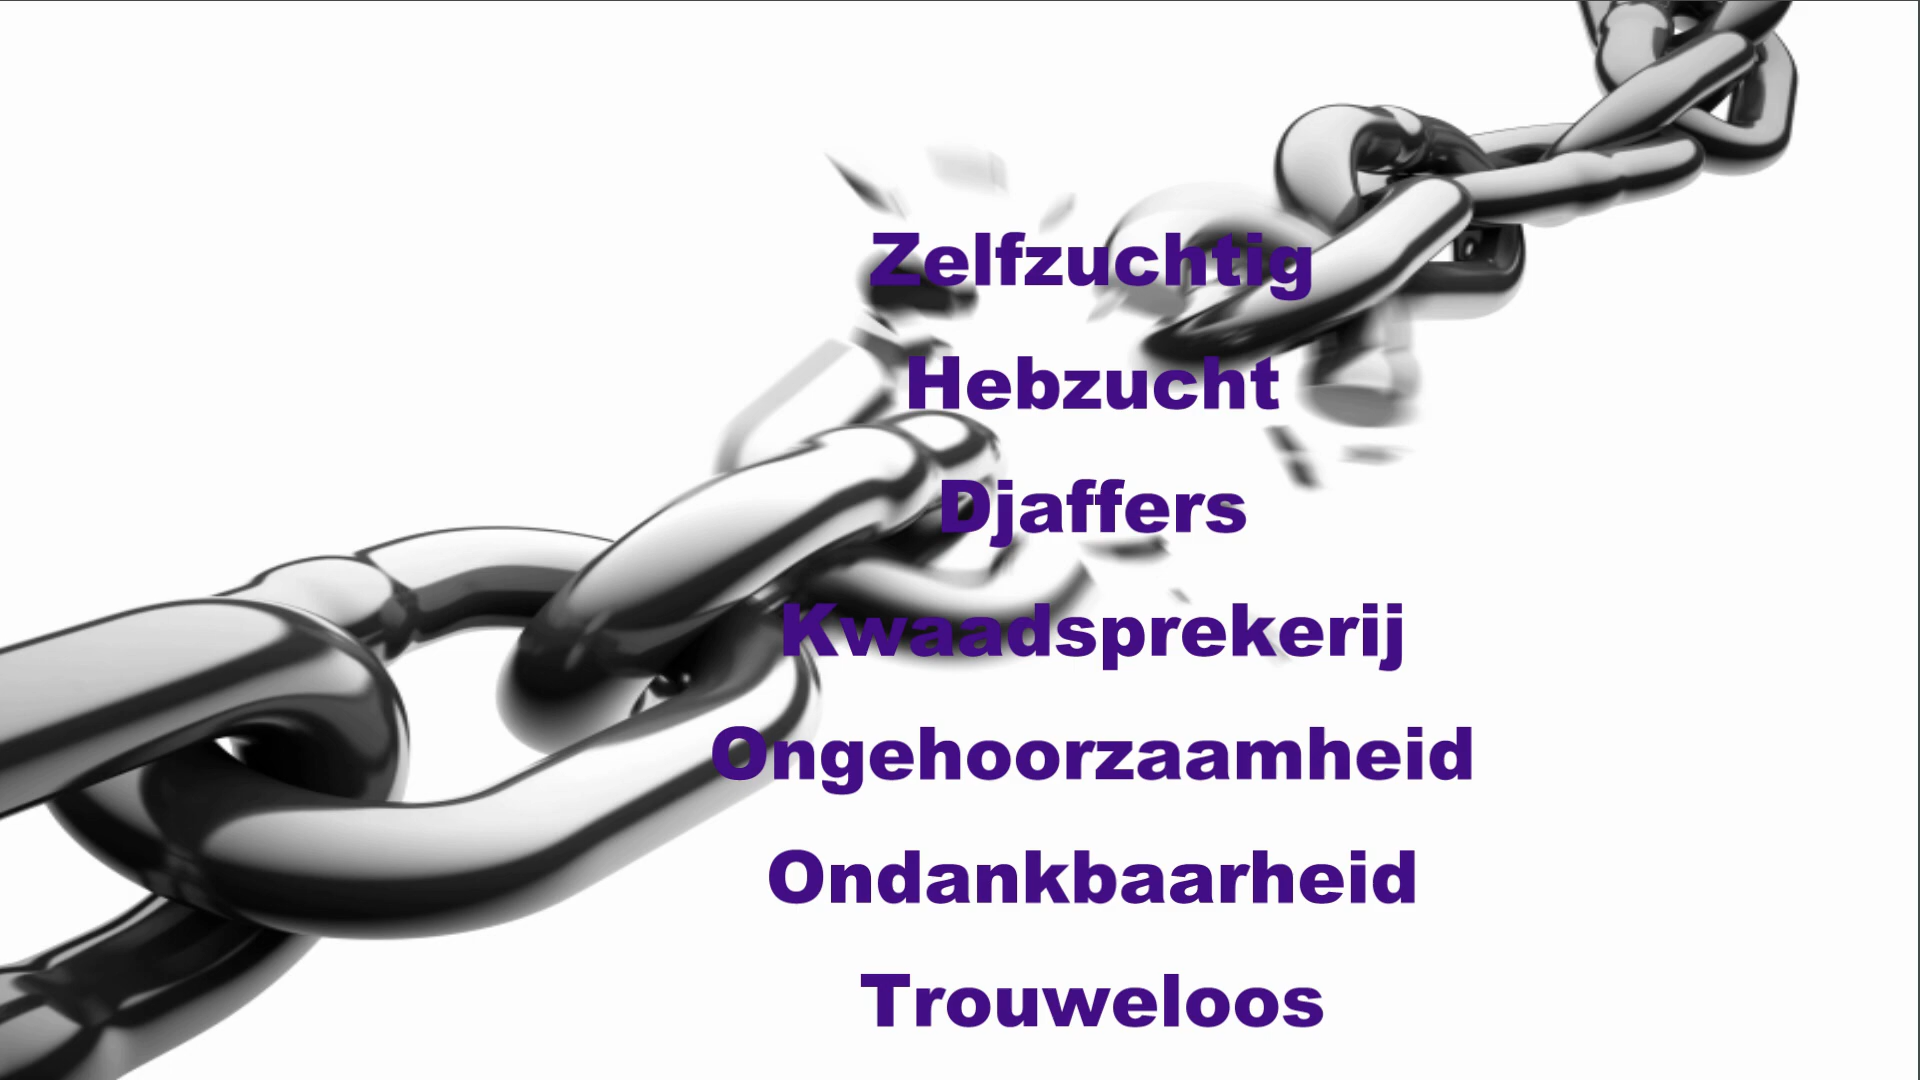 Zelfzuchtig
Hebzucht
Djaffers
Kwaadsprekerij
Ongehoorzaamheid
Ondankbaarheid
Trouweloos